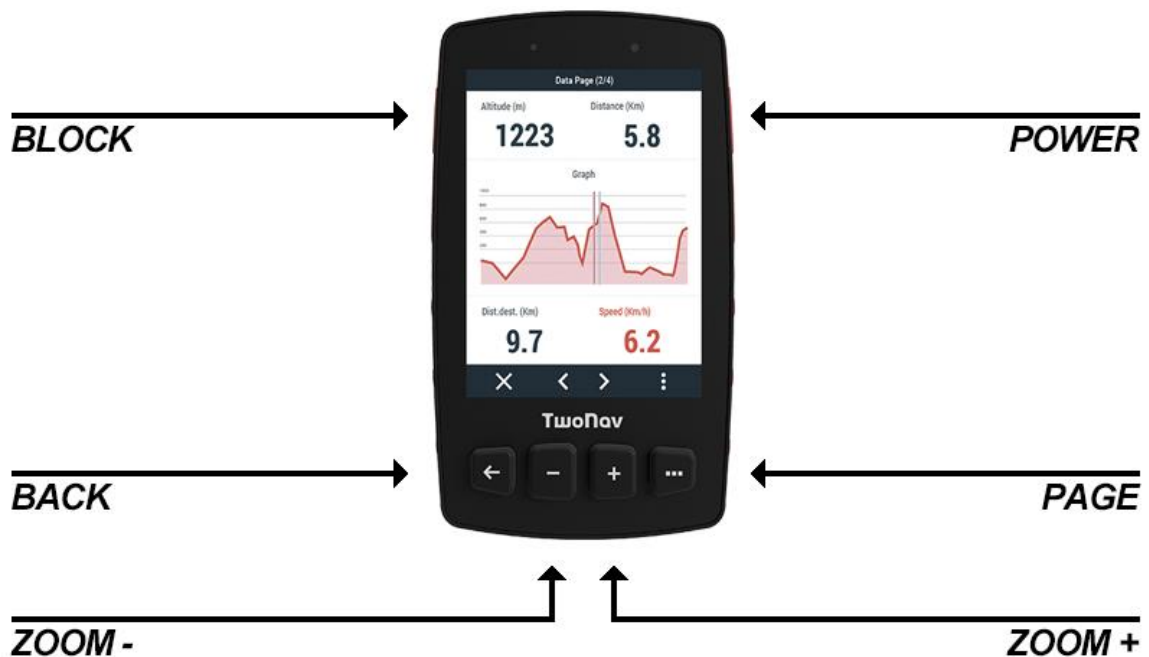 Data Page (2/4)
Altitude (m) Distance (Km)
BLOCK
POWER
1223 5.8
Graph
Dist.dest. (Km) Speed (Km/h)
9.7 6.2
TwoNav
BACK
PAGE
ZOOM -
ZOOM +